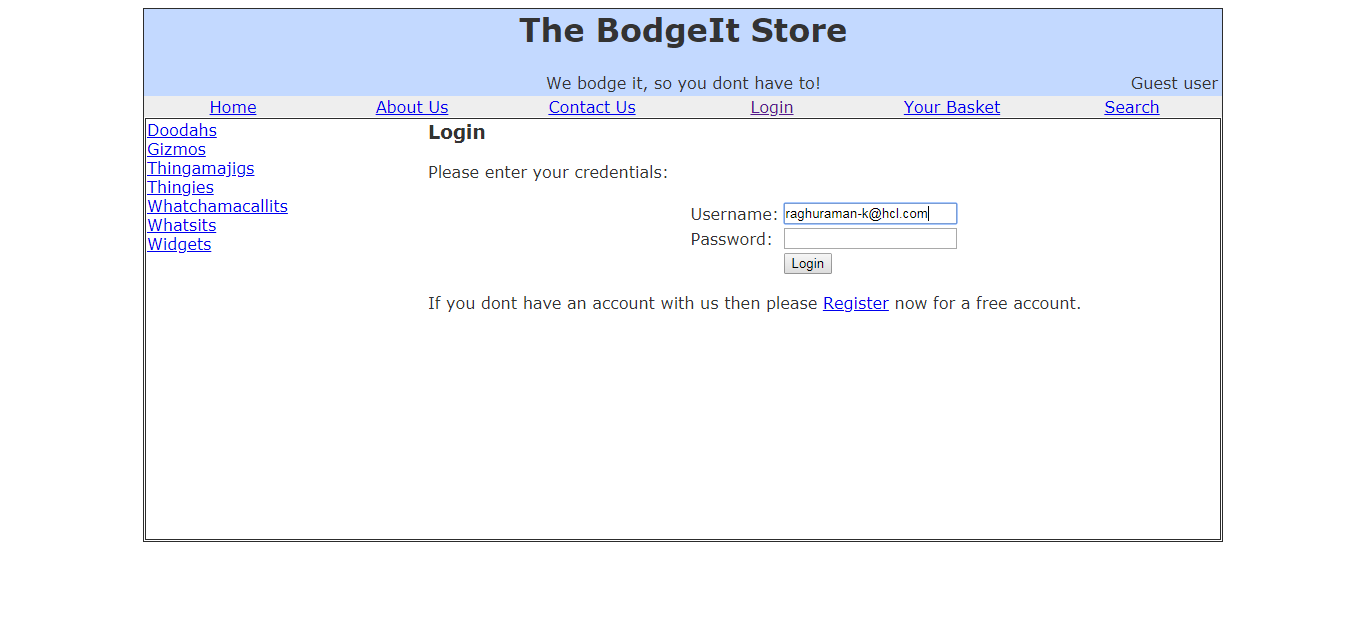 The BodgeIt Store
We bodge it, so you dont have to! Guest user
Home About Us Contact Us Login Your Basket Search
Doodahs
Gizmos
Thingamajigs
Thingies
Whatchamacallits
Whatsits
Widgets
Login
Please enter your credentials:
Username: raghuraman-k@hcl.com
Password:
Login
If you dont have an account with us then please Register now for a free account.